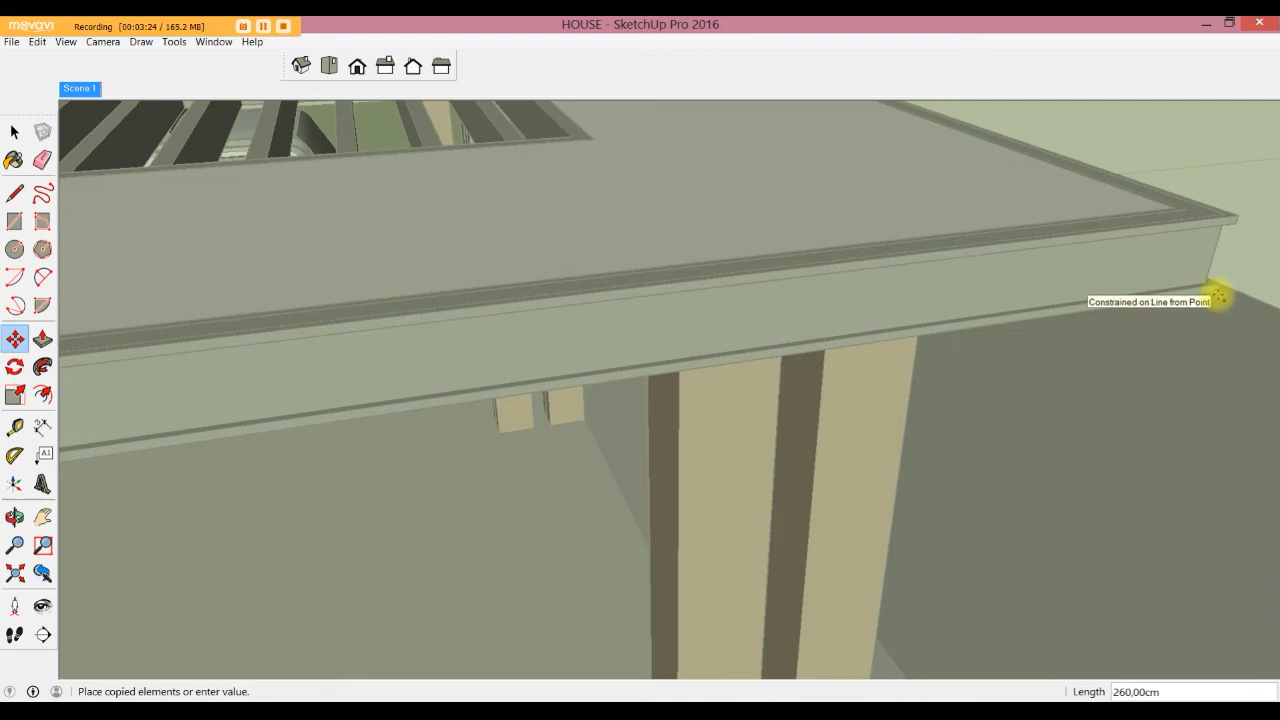 movavi
Recording [00:03:24 / 165.2 MB]
HOUSE - SketchUp Pro 2016
File Edit View Camera Draw Tools Window Help
Scene 1
Constrained on Line from Point
A1
Place copied elements or enter value.
Length 260,00cm